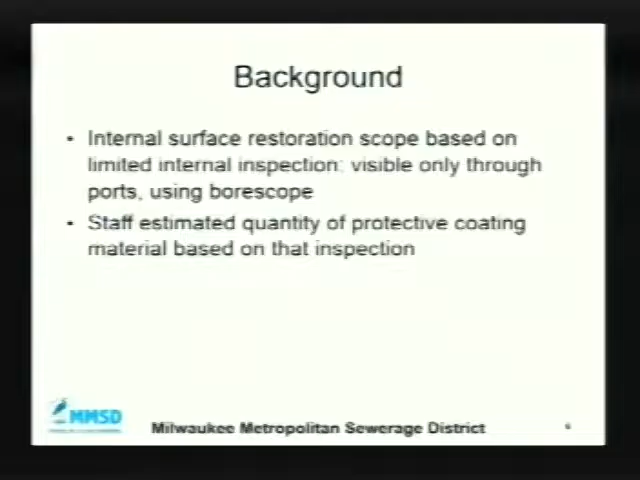 Background
• Internal surface restoration scope based on
limited internal inspection: visible only through
ports, using borescope
• Staff estimated quantity of protective coating
material based on that inspection
MMSD
Milwaukee Metropolitan Sewerage District